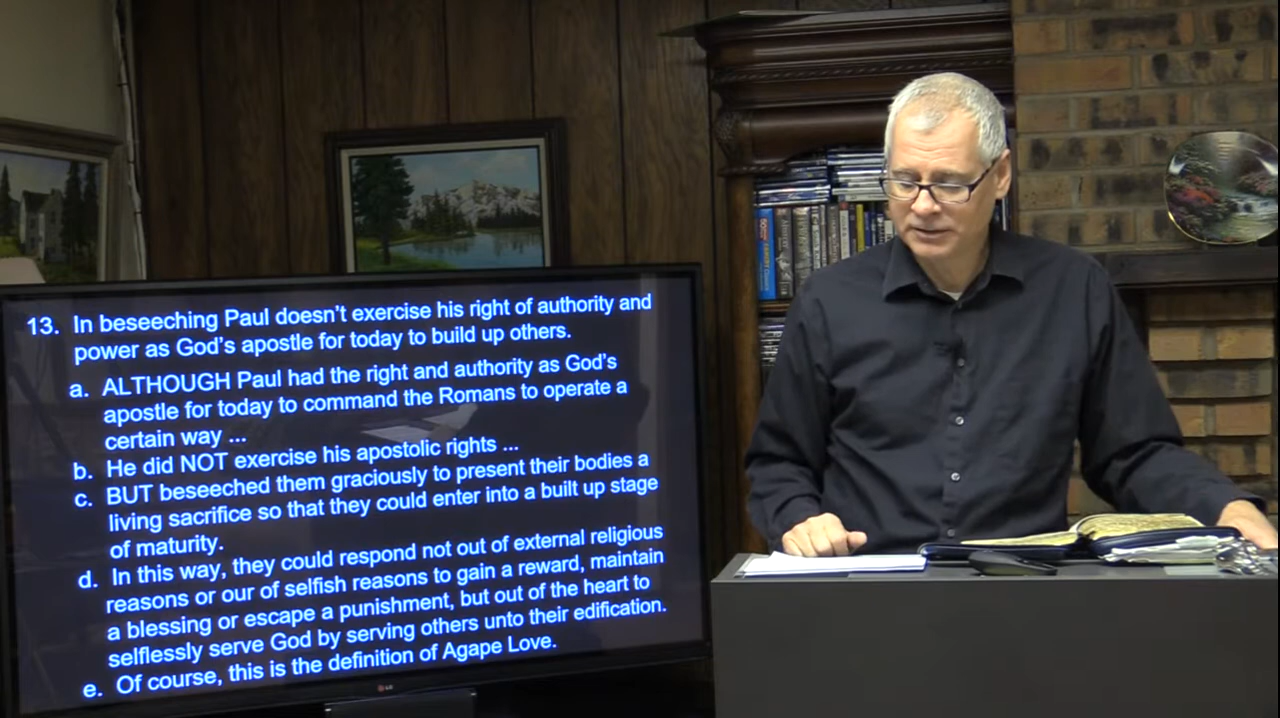 13. In beseeching Paul doesn't exercise his right of authority and
power as God's apostle for today to build up others.
a. ALTHOUGH Paul had the right and authority as God's
apostle for today to command the Romans to operate a
certain way ...
b. He did NOT exercise his apostolic rights ...
c. BUT beseeched them graciously to present their bodies a
living sacrifice so that they could enter into a built up stage
of maturity.
d. In this way, they could respond not out of external religious
reasons or our of selfish reasons to gain a reward, maintain
a blessing or escape a punishment, but out of the heart to
selflessly serve God by serving others unto their edification.
e. Of course, this is the definition of Agape Love.
LG